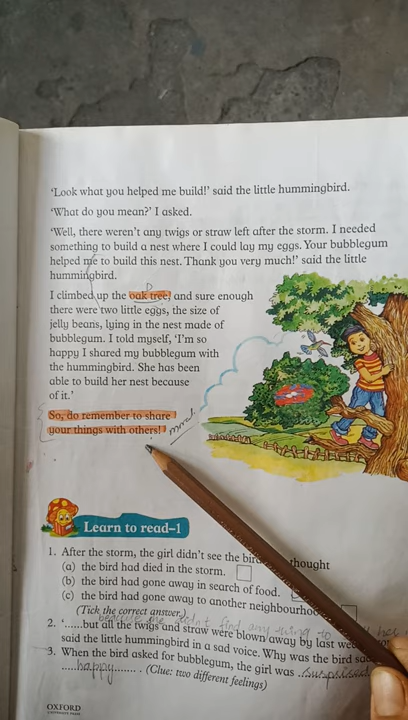 'Look what you helped me build!' said the little hummingbird.
'What do you mean?' I asked.
'Well, there weren't any twigs or straw left after the storm. I needed
something to build a nest where I could lay my eggs. Your bubblegum
helped me to build this nest. Thank you very much!' said the little
hummingbird.
I climbed up the oak tree, and sure enough
there were two little eggs, the size of
jelly beans, lying in the nest made of
bubblegum. I told myself, 'I'm so
happy I shared my bubblegum with
the hummingbird. She has been
able to build her nest because
of it.'
So, do remember to share
your things with others!
moral
Learn to read–1
1. After the storm, the girl didn't see the bird thought
(a) the bird had died in the storm.
(b) the bird had gone away in search of food.
(c) the bird had gone away to another neighbourhood
(Tick the correct answer.)
because she didn't find any thing to
2. '......but all the twigs and straw were blown away by last
said the little hummingbird in a sad voice. Why was the bird sad
3. When the bird asked for bubblegum, the girl was surprised
happy (Clue: two different feelings)
OXFORD
UNIVERSITY PRESS